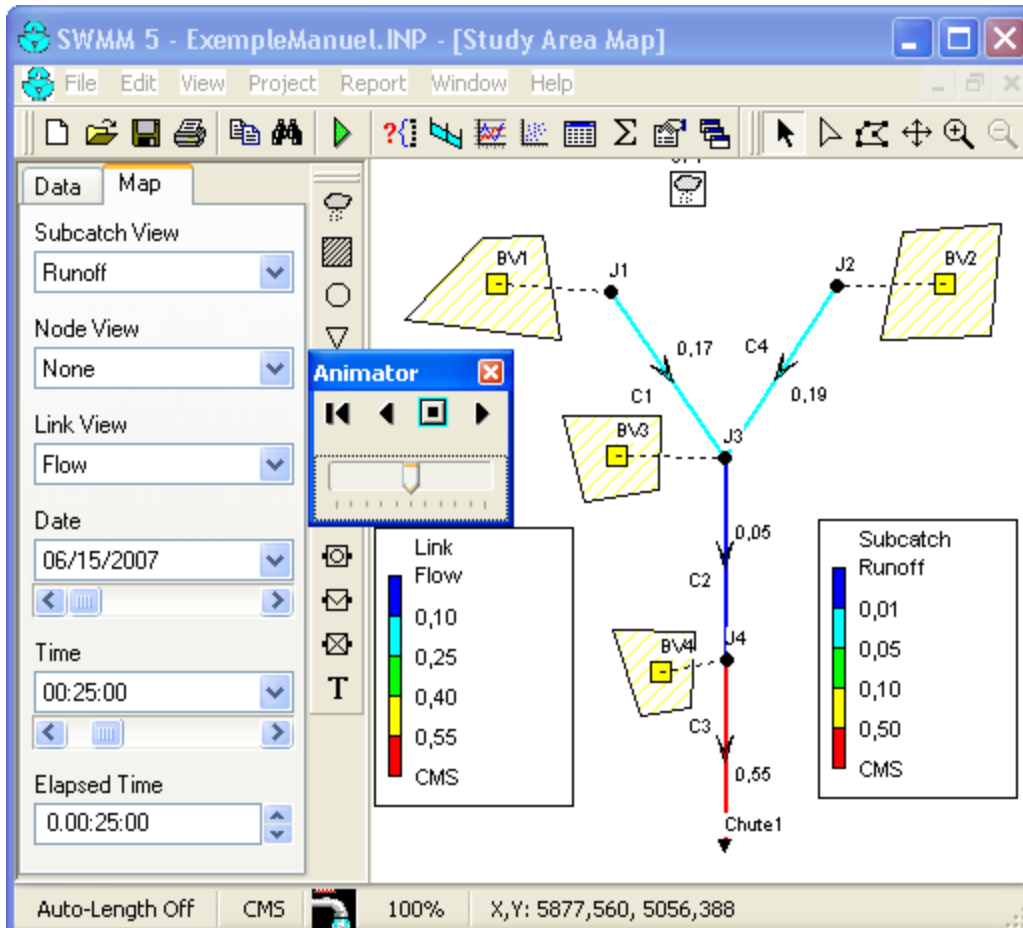 SWMM 5 - ExempleManuel.INP - [Study Area Map]
File Edit View Project Report Window Help
Data Map
Subcatch View
Runoff
Node View
None
Link View
Flow
Date
06/15/2007
Time
00:25:00
Elapsed Time
0.00:25:00
T
Animator
BV1
J1
J2
BV2
0,17
C4
C1
0,19
BV3
J3
0,05
C2
BV4
J4
C3
0,55
Chute1
Link
Flow
0,10
0,25
0,40
0,55
CMS
Subcatch
Runoff
0,01
0,05
0,10
0,50
CMS
Auto-Length Off CMS 100% X,Y: 5877,560, 5056,388